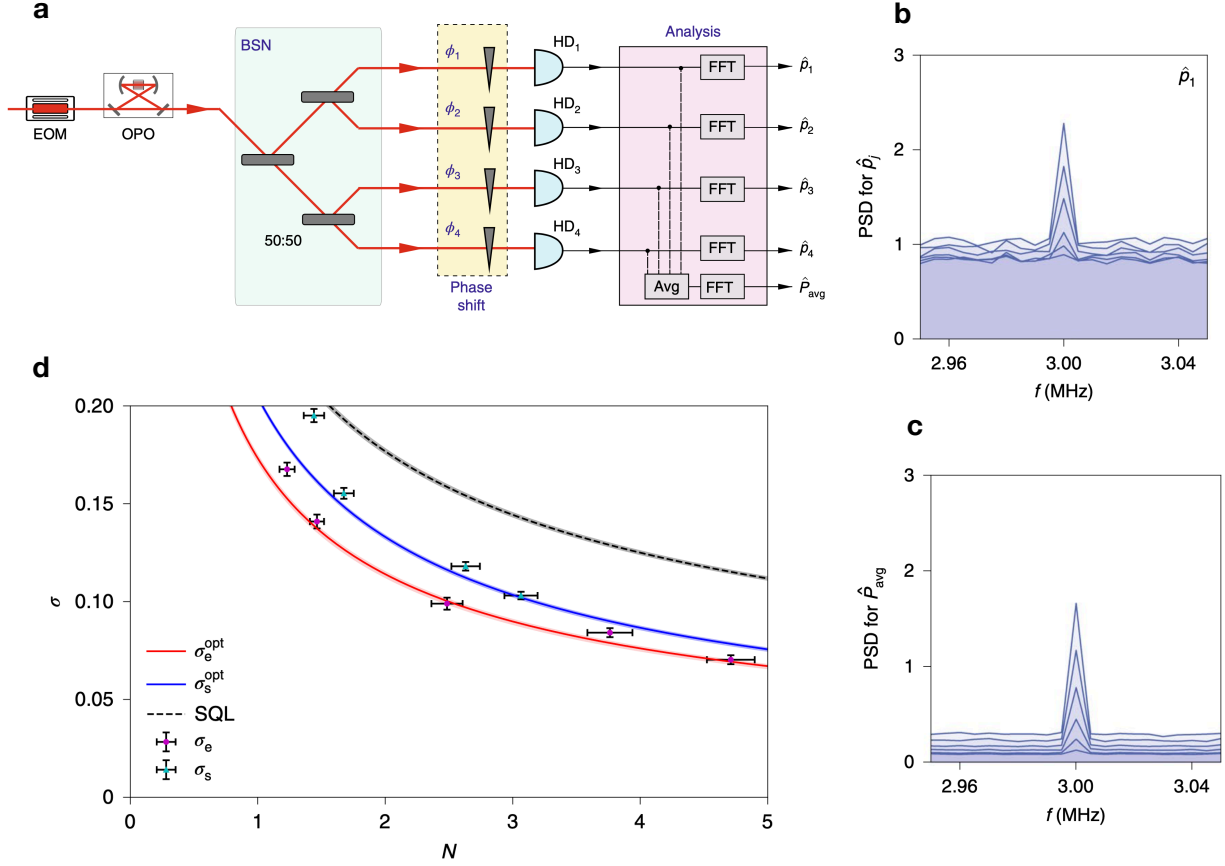 a
BSN
EOM
OPO
50:50
ϕ₁
ϕ₂
ϕ₃
ϕ₄
Phase
shift
HD₁
HD₂
HD₃
HD₄
Analysis
FFT
FFT
FFT
FFT
Avg
FFT
p̂₁
p̂₂
p̂₃
p̂₄
P̂avg
b
PSD for p̂ⱼ
3
2
1
0
p̂₁
2.96
3.00
3.04
f (MHz)
c
PSD for P̂avg
3
2
1
0
2.96
3.00
3.04
f (MHz)
d
σ
0.20
0.15
0.10
0.05
0
σₑᵒᵖᵗ
σₛᵒᵖᵗ
SQL
σₑ
σₛ
0
1
2
3
4
5
N